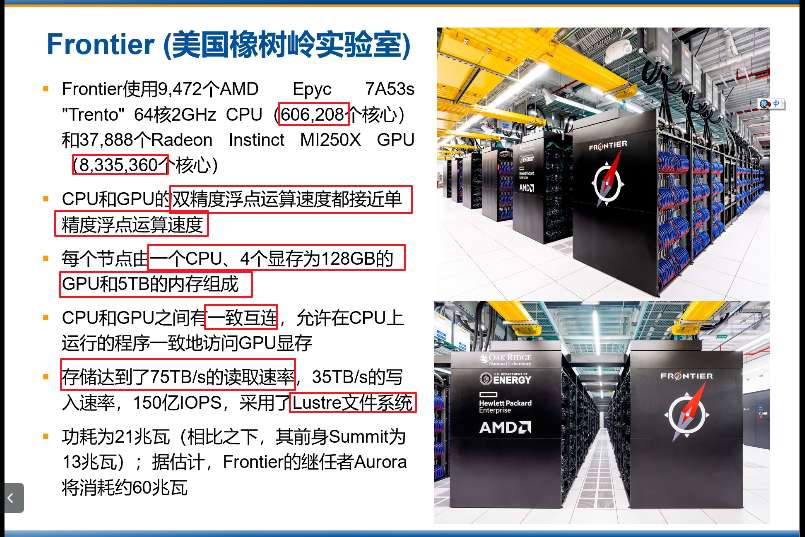 Frontier (美国橡树岭实验室)
Frontier使用9,472个AMD Epyc 7A53s
"Trento" 64核2GHz CPU（606,208个核心）
和37,888个Radeon Instinct MI250X GPU
（8,335,360个核心）
CPU和GPU的双精度浮点运算速度都接近单
精度浮点运算速度
每个节点由一个CPU、4个显存为128GB的
GPU和5TB的内存组成
CPU和GPU之间有一致互连，允许在CPU上
运行的程序一致地访问GPU显存
存储达到了75TB/s的读取速率，35TB/s的写
入速率，150亿IOPS，采用了Lustre文件系统
功耗为21兆瓦（相比之下，其前身Summit为
13兆瓦）；据估计，Frontier的继任者Aurora
将消耗约60兆瓦
FRONTIER
ENERGY
AMD
中
OAK RIDGE
National Laboratory
ENERGY
Hewlett Packard
Enterprise
AMD
FRONTIER